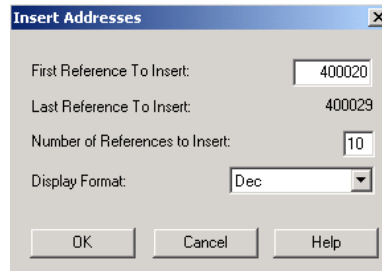 Insert Addresses
First Reference To Insert: 400020
Last Reference To Insert: 400029
Number of References to Insert: 10
Display Format: Dec
OK Cancel Help